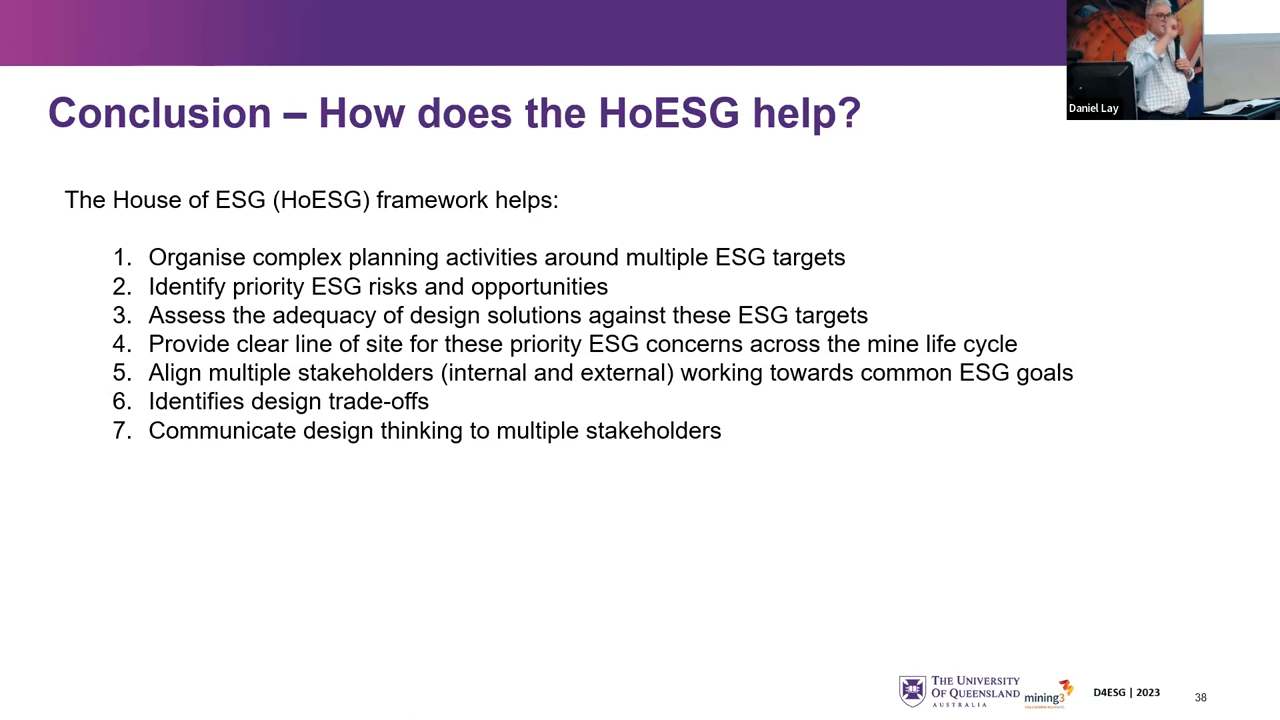 Conclusion – How does the HoESG help?
Daniel Lay
The House of ESG (HoESG) framework helps:
1. Organise complex planning activities around multiple ESG targets
2. Identify priority ESG risks and opportunities
3. Assess the adequacy of design solutions against these ESG targets
4. Provide clear line of site for these priority ESG concerns across the mine life cycle
5. Align multiple stakeholders (internal and external) working towards common ESG goals
6. Identifies design trade-offs
7. Communicate design thinking to multiple stakeholders
THE UNIVERSITY
OF QUEENSLAND
AUSTRALIA
mining3
D4ESG | 2023
38